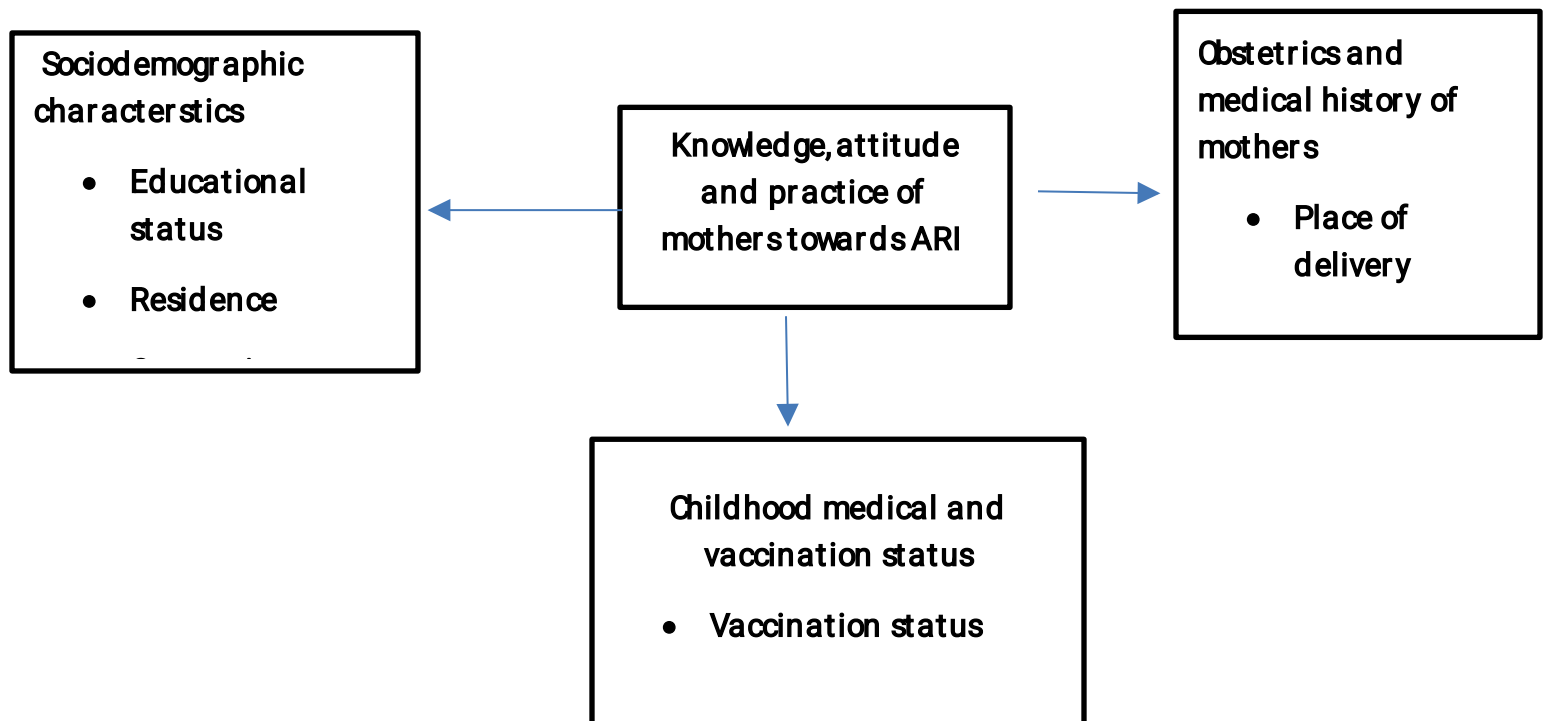 Sociodemographic
characterstics
• Educational
status
• Residence
Knowledge, attitude
and practice of
mothers towards ARI
Obstetrics and
medical history of
mothers
• Place of
delivery
Childhood medical and
vaccination status
• Vaccination status